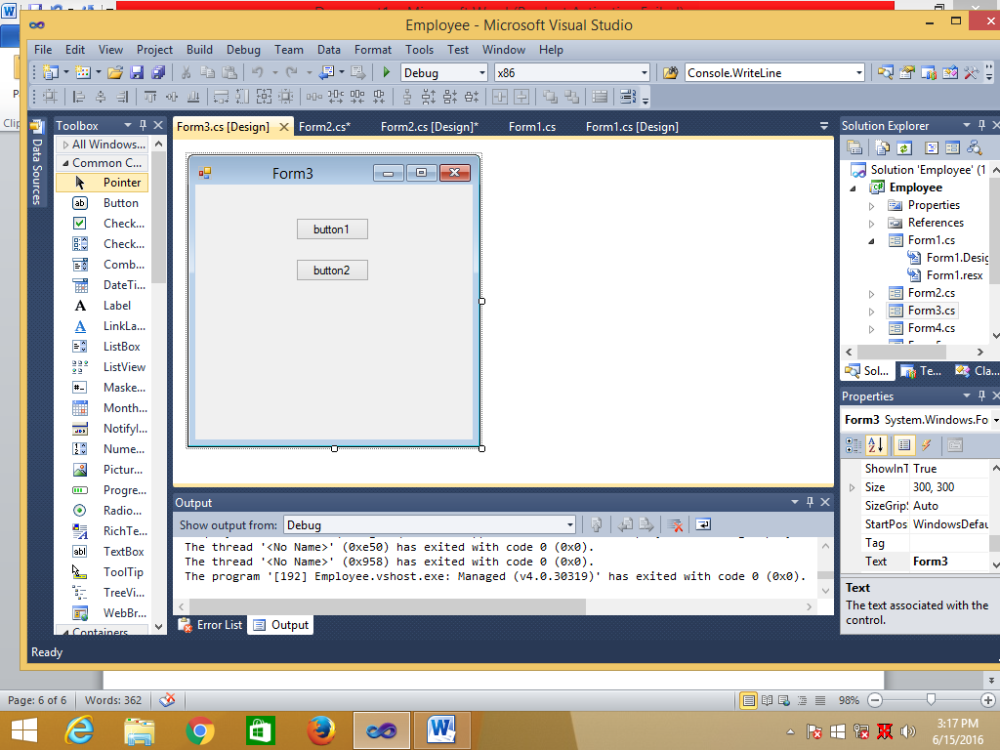 Employee - Microsoft Visual Studio
File Edit View Project Build Debug Team Data Format Tools Test Window Help
Debug x86 Console.WriteLine
Clip
Data Sources
Toolbox
All Windows...
Common C...
Pointer
Button
Check...
Check...
Comb...
DateTi...
Label
LinkLa...
ListBox
ListView
Maske...
Month...
NotifyI...
Nume...
Pictur...
Progre...
Radio...
RichTe...
TextBox
ToolTip
TreeVi...
WebBr...
Containers
Form3.cs [Design] Form2.cs* Form2.cs [Design]* Form1.cs Form1.cs [Design]
Form3
button1
button2
Output
Show output from: Debug
The thread '<No Name>' (0xe50) has exited with code 0 (0x0).
The thread '<No Name>' (0x958) has exited with code 0 (0x0).
The program '[192] Employee.vshost.exe: Managed (v4.0.30319)' has exited with code 0 (0x0).
Error List Output
Solution Explorer
Solution 'Employee' (1
Employee
Properties
References
Form1.cs
Form1.Desig
Form1.resx
Form2.cs
Form3.cs
Form4.cs
Sol... Te... Cla...
Properties
Form3 System.Windows.Fo
ShowInT True
Size 300, 300
SizeGripS Auto
StartPos WindowsDefau
Tag
Text Form3
Text
The text associated with the
control.
Ready
Page: 6 of 6 Words: 362 98%
3:17 PM
6/15/2016